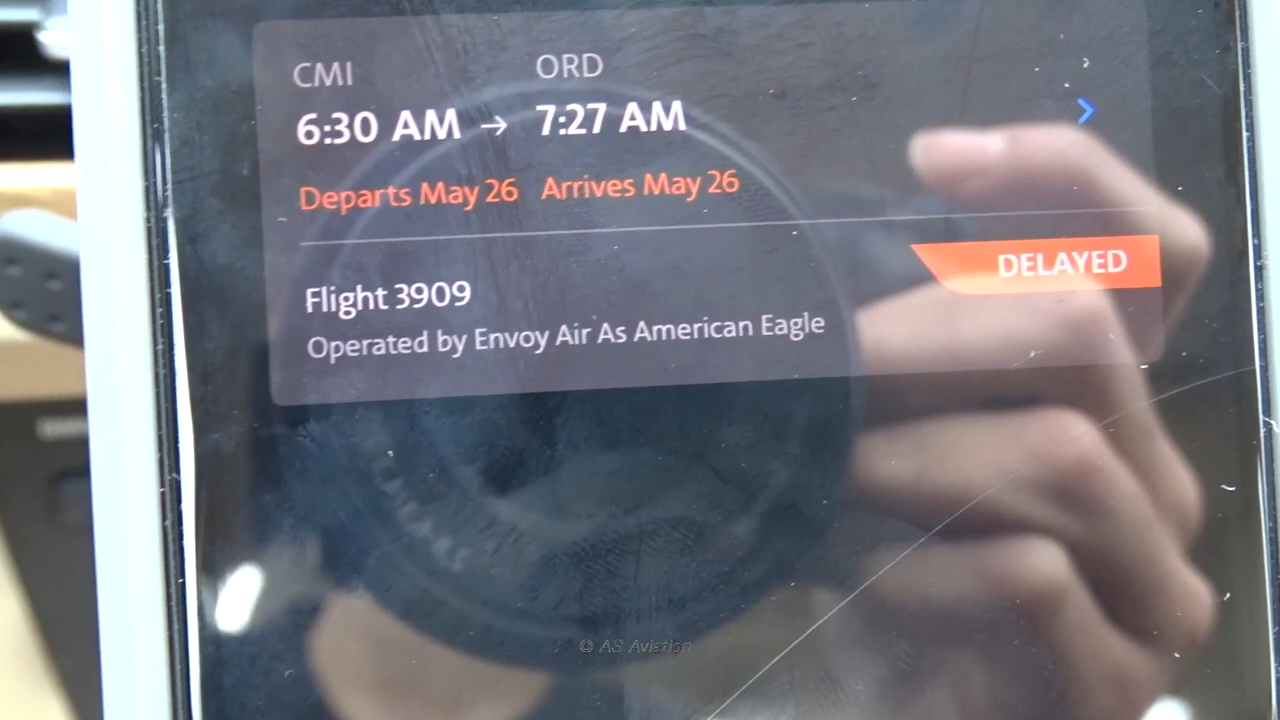 CMI ORD
6:30 AM → 7:27 AM
Departs May 26 Arrives May 26
DELAYED
Flight 3909
Operated by Envoy Air As American Eagle
© AS Aviation